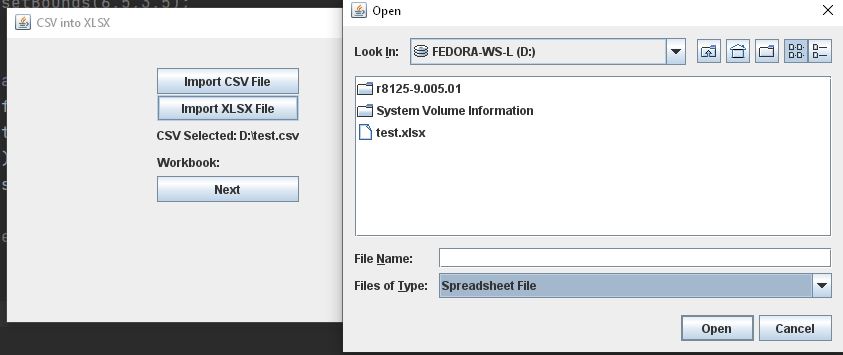 setBounds(6,5,3,5);
CSV into XLSX
Import CSV File
Import XLSX File
CSV Selected: D:\test.csv
Workbook:
Next
Open
Look In:
FEDORA-WS-L (D:)
r8125-9.005.01
System Volume Information
test.xlsx
File Name:
Files of Type:
Spreadsheet File
Open
Cancel